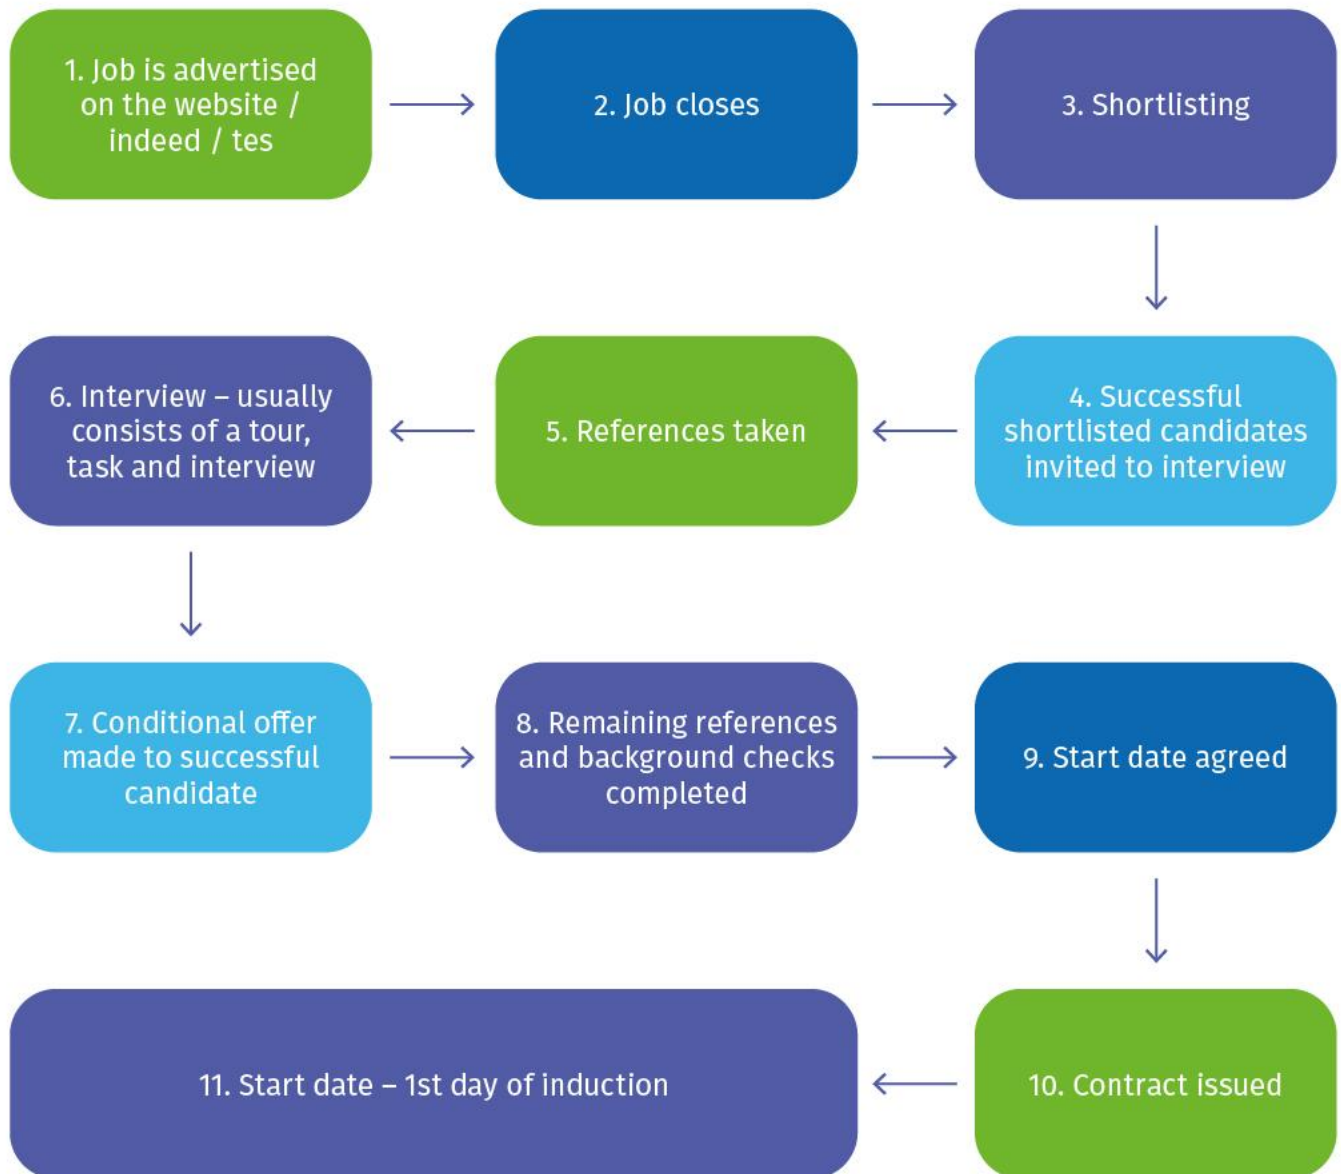 1. Job is advertised
on the website /
indeed / tes
2. Job closes
3. Shortlisting
4. Successful
shortlisted candidates
invited to interview
5. References taken
6. Interview – usually
consists of a tour,
task and interview
7. Conditional offer
made to successful
candidate
8. Remaining references
and background checks
completed
9. Start date agreed
10. Contract issued
11. Start date – 1st day of induction